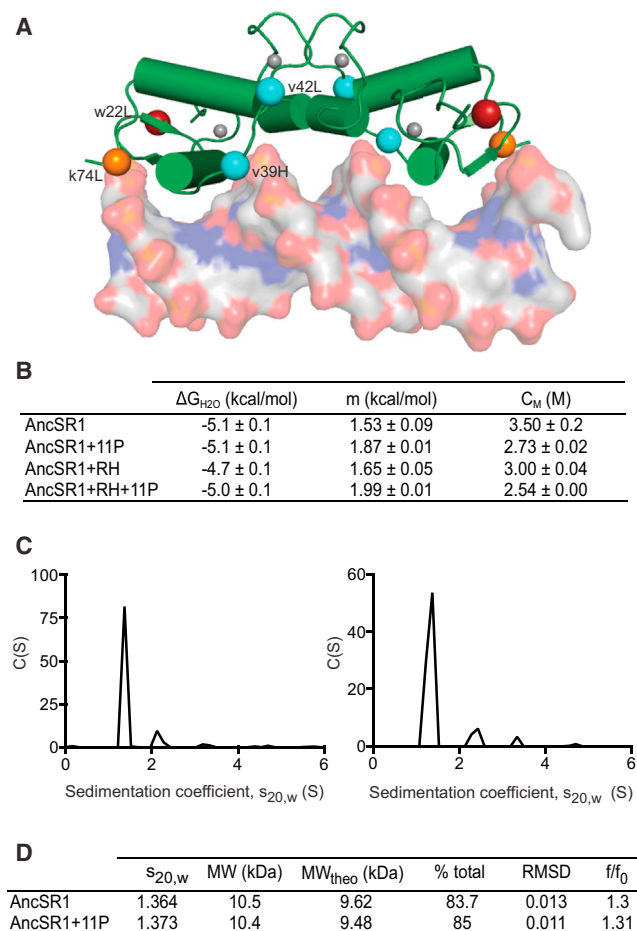 A
w22L
v42L
k74L
v39H
B
ΔG_H2O (kcal/mol) m (kcal/mol) C_M (M)
AncSR1 -5.1 ± 0.1 1.53 ± 0.09 3.50 ± 0.2
AncSR1+11P -5.1 ± 0.1 1.87 ± 0.01 2.73 ± 0.02
AncSR1+RH -4.7 ± 0.1 1.65 ± 0.05 3.00 ± 0.04
AncSR1+RH+11P -5.0 ± 0.1 1.99 ± 0.01 2.54 ± 0.00
C
100
75
50
25
0
C(S)
0 2 4 6
Sedimentation coefficient, s20,w (S)
60
40
20
0
C(S)
0 2 4 6
Sedimentation coefficient, s20,w (S)
D
s20,w MW (kDa) MWtheo (kDa) % total RMSD f/f0
AncSR1 1.364 10.5 9.62 83.7 0.013 1.3
AncSR1+11P 1.373 10.4 9.48 85 0.011 1.31